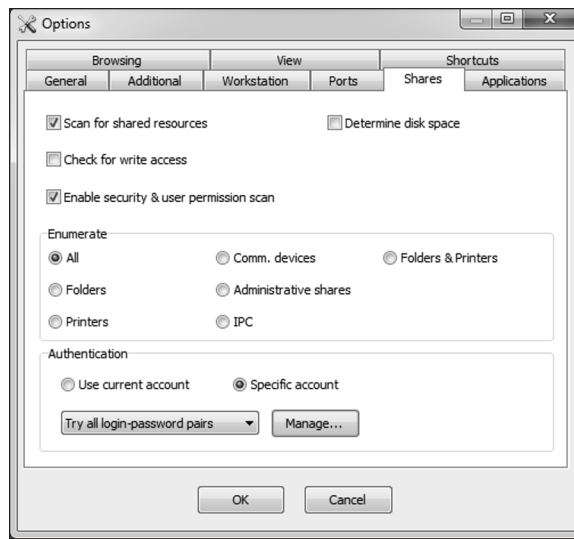 Options
Browsing View Shortcuts
General Additional Workstation Ports Shares Applications
Scan for shared resources Determine disk space
Check for write access
Enable security & user permission scan
Enumerate
All Comm. devices Folders & Printers
Folders Administrative shares
Printers IPC
Authentication
Use current account Specific account
Try all login-password pairs Manage...
OK Cancel